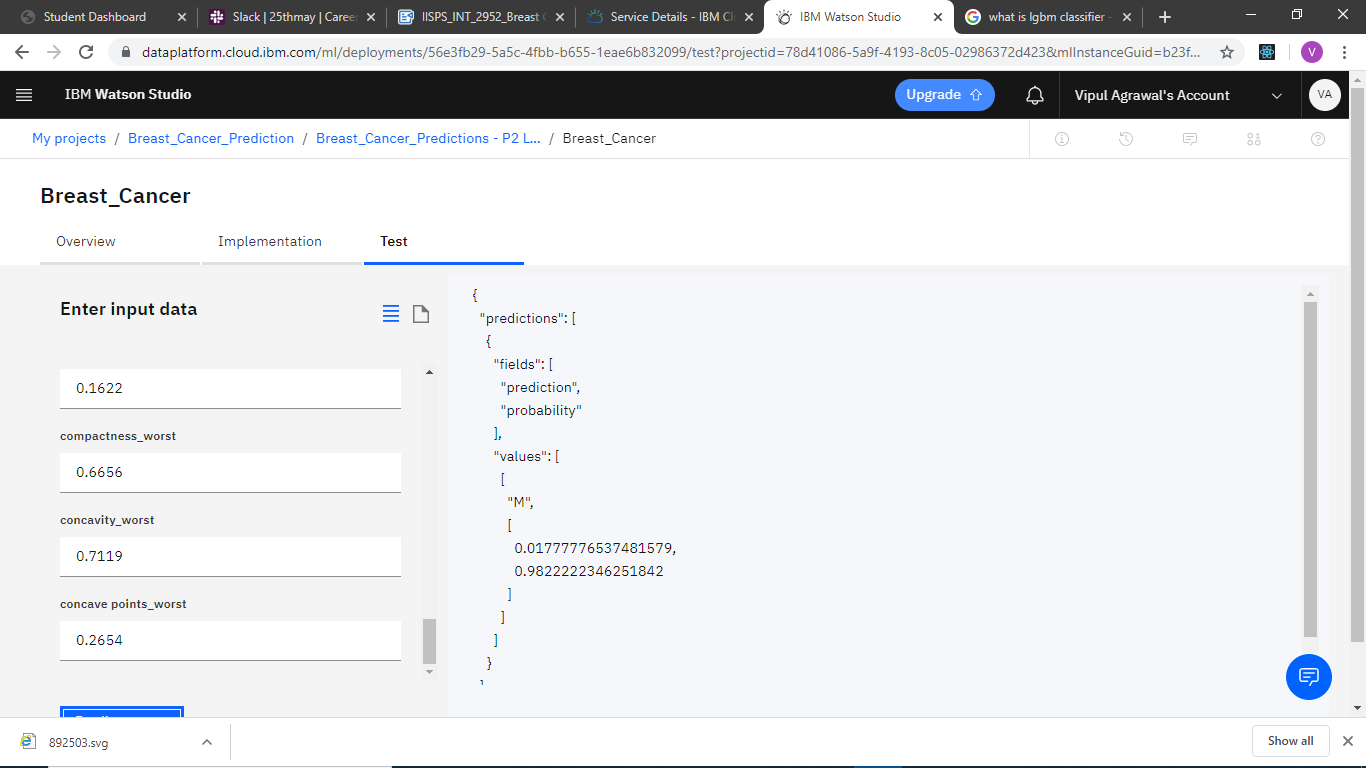 Student Dashboard
Slack | 25thmay | Caree
IISPS_INT_2952_Breast C
Service Details - IBM Cl
IBM Watson Studio
what is lgbm classifier -
dataplatform.cloud.ibm.com/ml/deployments/56e3fb29-5a5c-4fbb-b655-1eae6b832099/test?projectid=78d41086-5a9f-4193-8c05-02986372d423&mlInstanceGuid=b23f...
V
IBM Watson Studio
Upgrade
Vipul Agrawal's Account
VA
My projects / Breast_Cancer_Prediction / Breast_Cancer_Predictions - P2 L... / Breast_Cancer
Breast_Cancer
Overview
Implementation
Test
Enter input data
0.1622
compactness_worst
0.6656
concavity_worst
0.7119
concave points_worst
0.2654
{
"predictions": [
{
"fields": [
"prediction",
"probability"
],
"values": [
[
"M",
[
0.01777776537481579,
0.9822222346251842
]
]
]
}
892503.svg
Show all